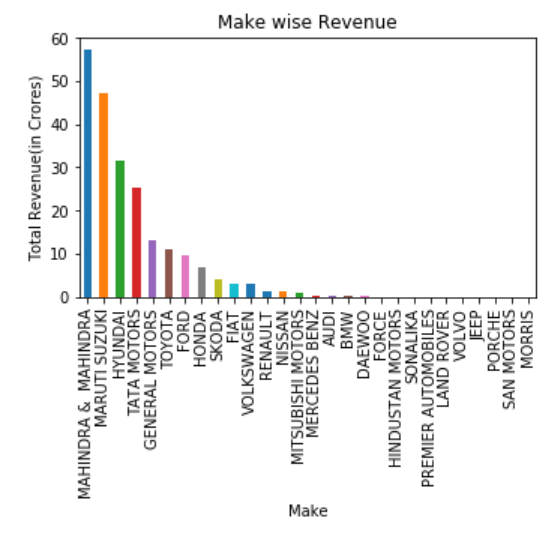 Make wise Revenue
Total Revenue(in Crores)
60
50
40
30
20
10
0
MAHINDRA & MAHINDRA
MARUTI SUZUKI
HYUNDAI
TATA MOTORS
GENERAL MOTORS
TOYOTA
FORD
HONDA
SKODA
FIAT
VOLKSWAGEN
RENAULT
NISSAN
MITSUBISHI MOTORS
MERCEDES BENZ
AUDI
BMW
DAEWOO
FORCE
HINDUSTAN MOTORS
SONALIKA
PREMIER AUTOMOBILES
LAND ROVER
VOLVO
JEEP
PORCHE
SAN MOTORS
MORRIS
Make